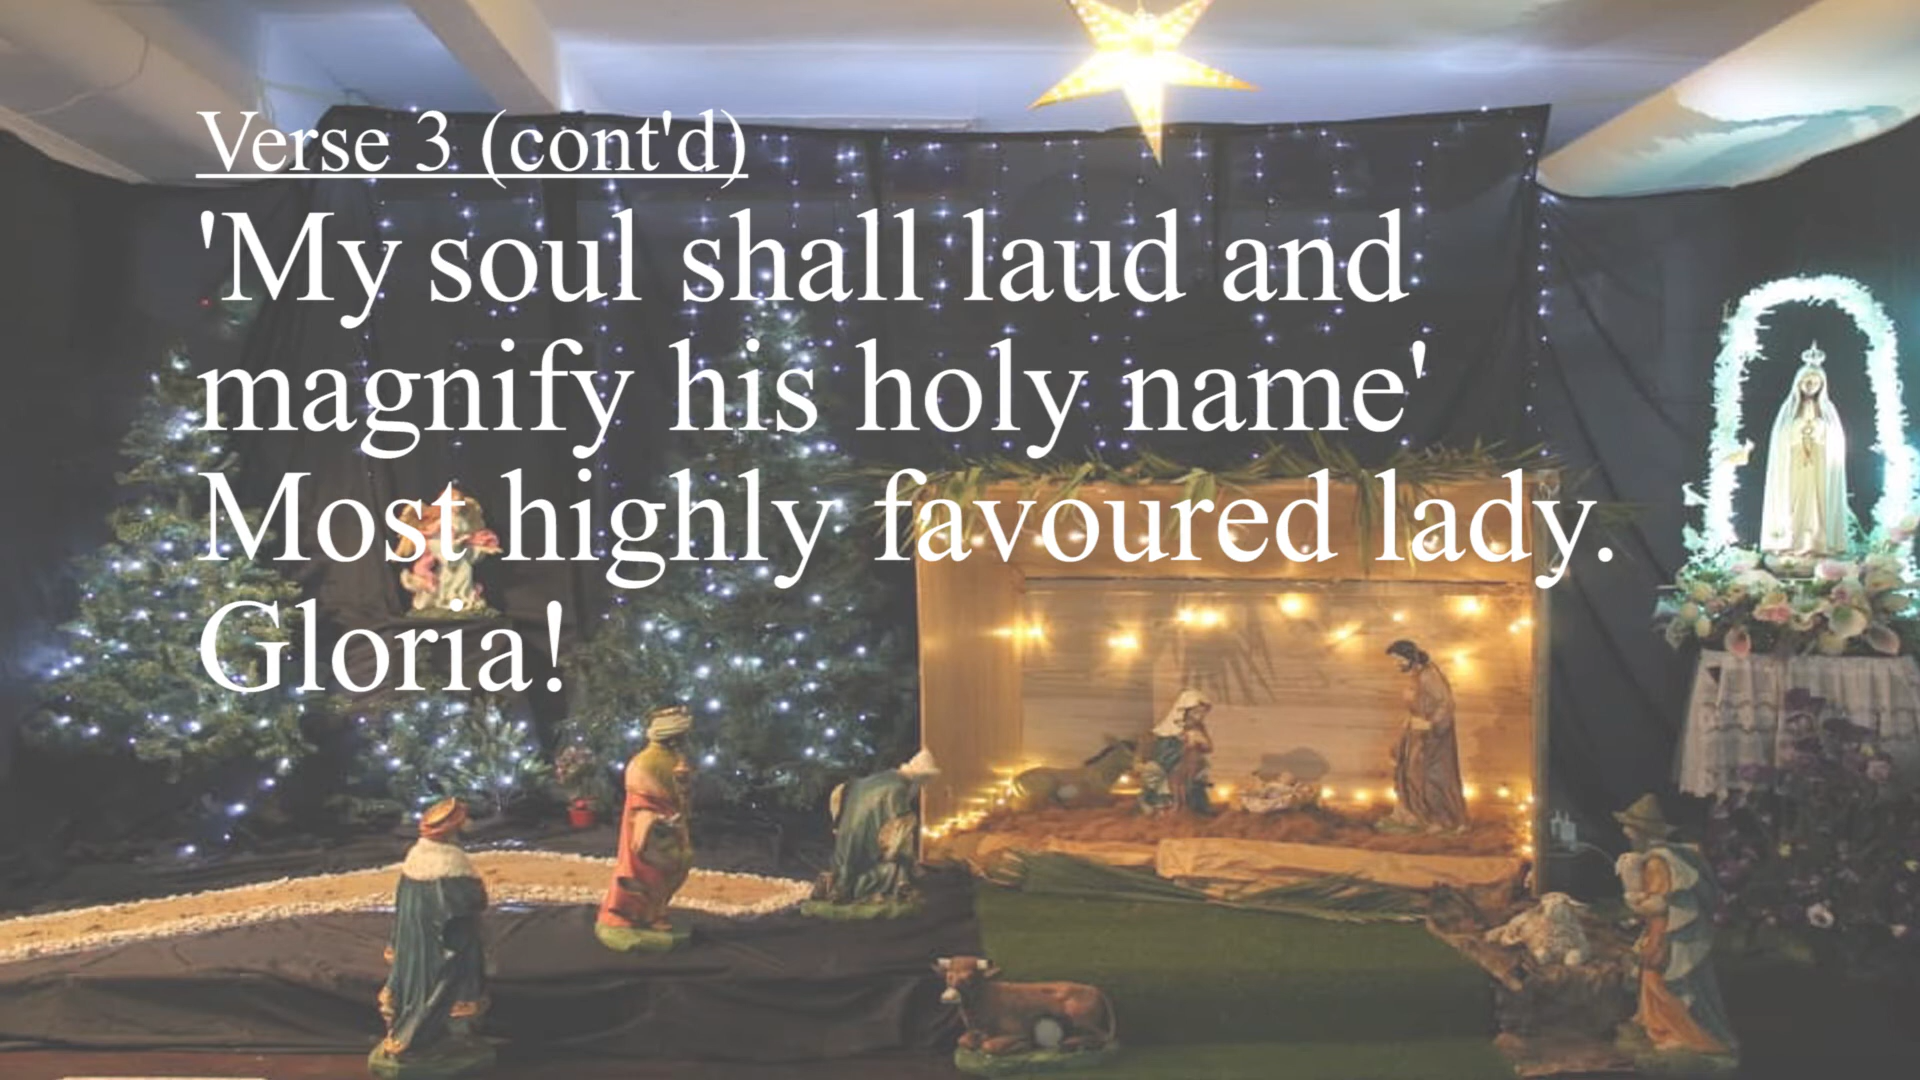 Verse 3 (cont'd)
'My soul shall laud and
magnify his holy name'
Most highly favoured lady.
Gloria!